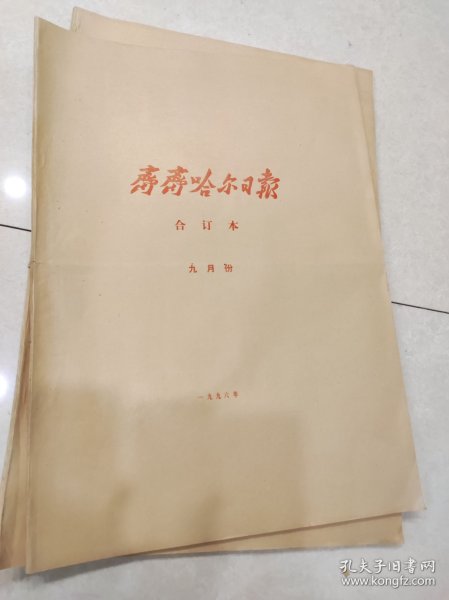 齐齐哈尔日报
合订本
九月份
一九九六年
孔夫子旧书网
www.kongfz.com